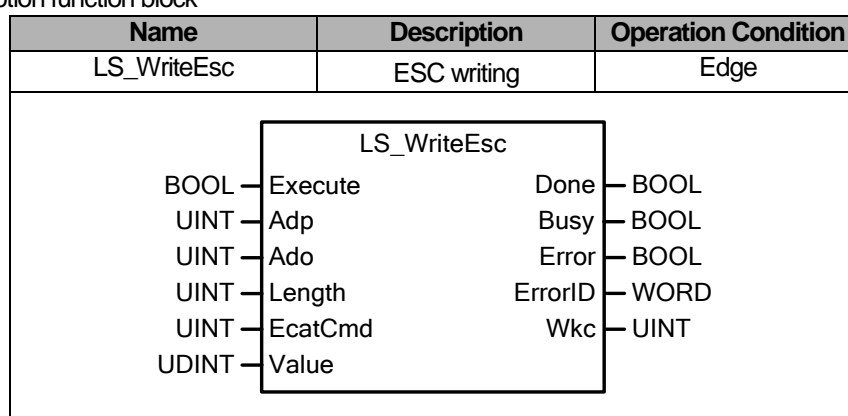 function block
Name Description Operation Condition
LS_WriteEsc ESC writing Edge
LS_WriteEsc
BOOL Execute Done BOOL
UINT Adp Busy BOOL
UINT Ado Error BOOL
UINT Length ErrorID WORD
UINT EcatCmd Wkc UINT
UDINT Value